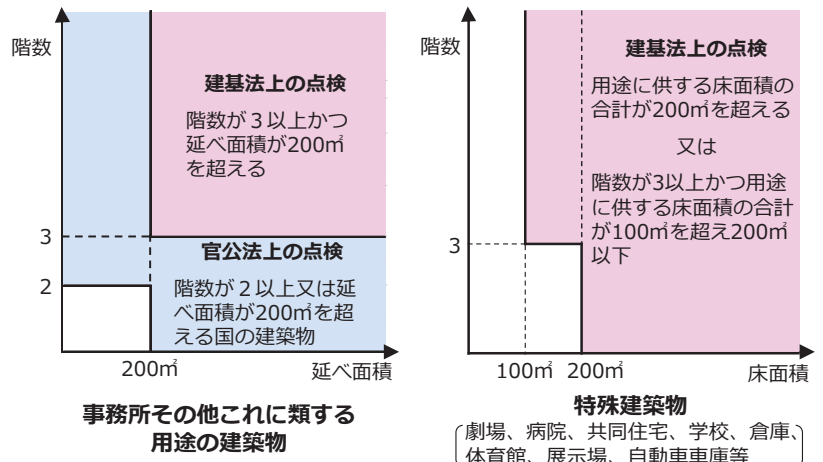 階数
建基法上の点検
階数が３以上かつ
延べ面積が200㎡
を超える
3
官公法上の点検
2
階数が２以上又は延
べ面積が200㎡を超
える国の建築物
200㎡
延べ面積
事務所その他これに類する
用途の建築物
階数
建基法上の点検
用途に供する床面積の
合計が200㎡を超える
又は
階数が3以上かつ用途
に供する床面積の合計
が100㎡を超え200㎡
以下
3
100㎡ 200㎡
床面積
特殊建築物
劇場、病院、共同住宅、学校、倉庫、
体育館、展示場、自動車車庫等